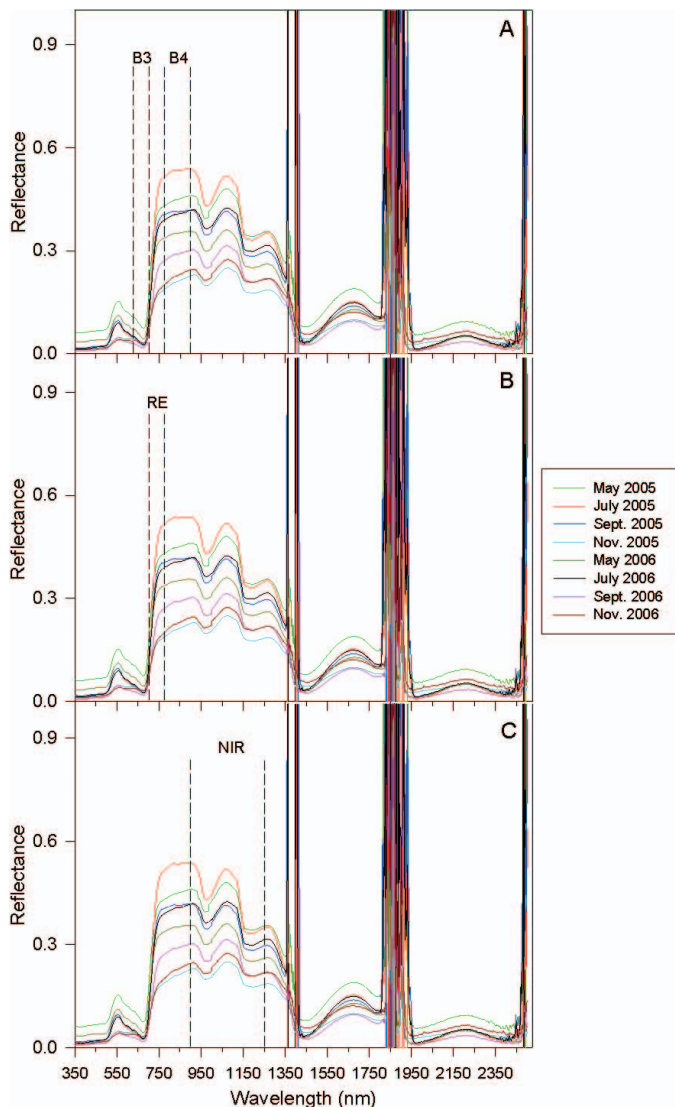 A
B3 B4
0.9
0.6
0.3
0.0
Reflectance
B
RE
0.9
0.6
0.3
0.0
Reflectance
May 2005
July 2005
Sept. 2005
Nov. 2005
May 2006
July 2006
Sept. 2006
Nov. 2006
C
NIR
0.9
0.6
0.3
0.0
Reflectance
350 550 750 950 1150 1350 1550 1750 1950 2150 2350
Wavelength (nm)